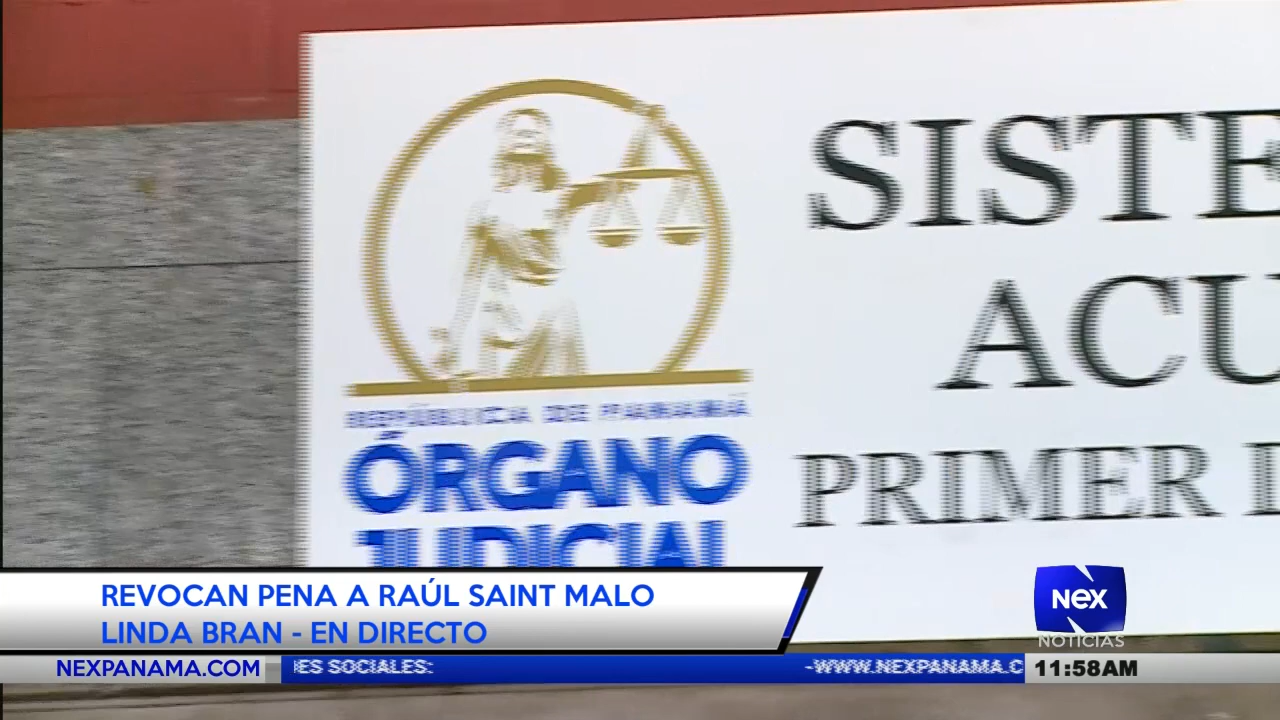 SISTE
ACU
PRIMER
REPÚBLICA DE PANAMÁ
ÓRGANO
JUDICIAL
REVOCAN PENA A RAÚL SAINT MALO
LINDA BRAN - EN DIRECTO
NEX
NOTICIAS
NEXPANAMA.COM
ES SOCIALES:
-WWW.NEXPANAMA.C
11:58AM